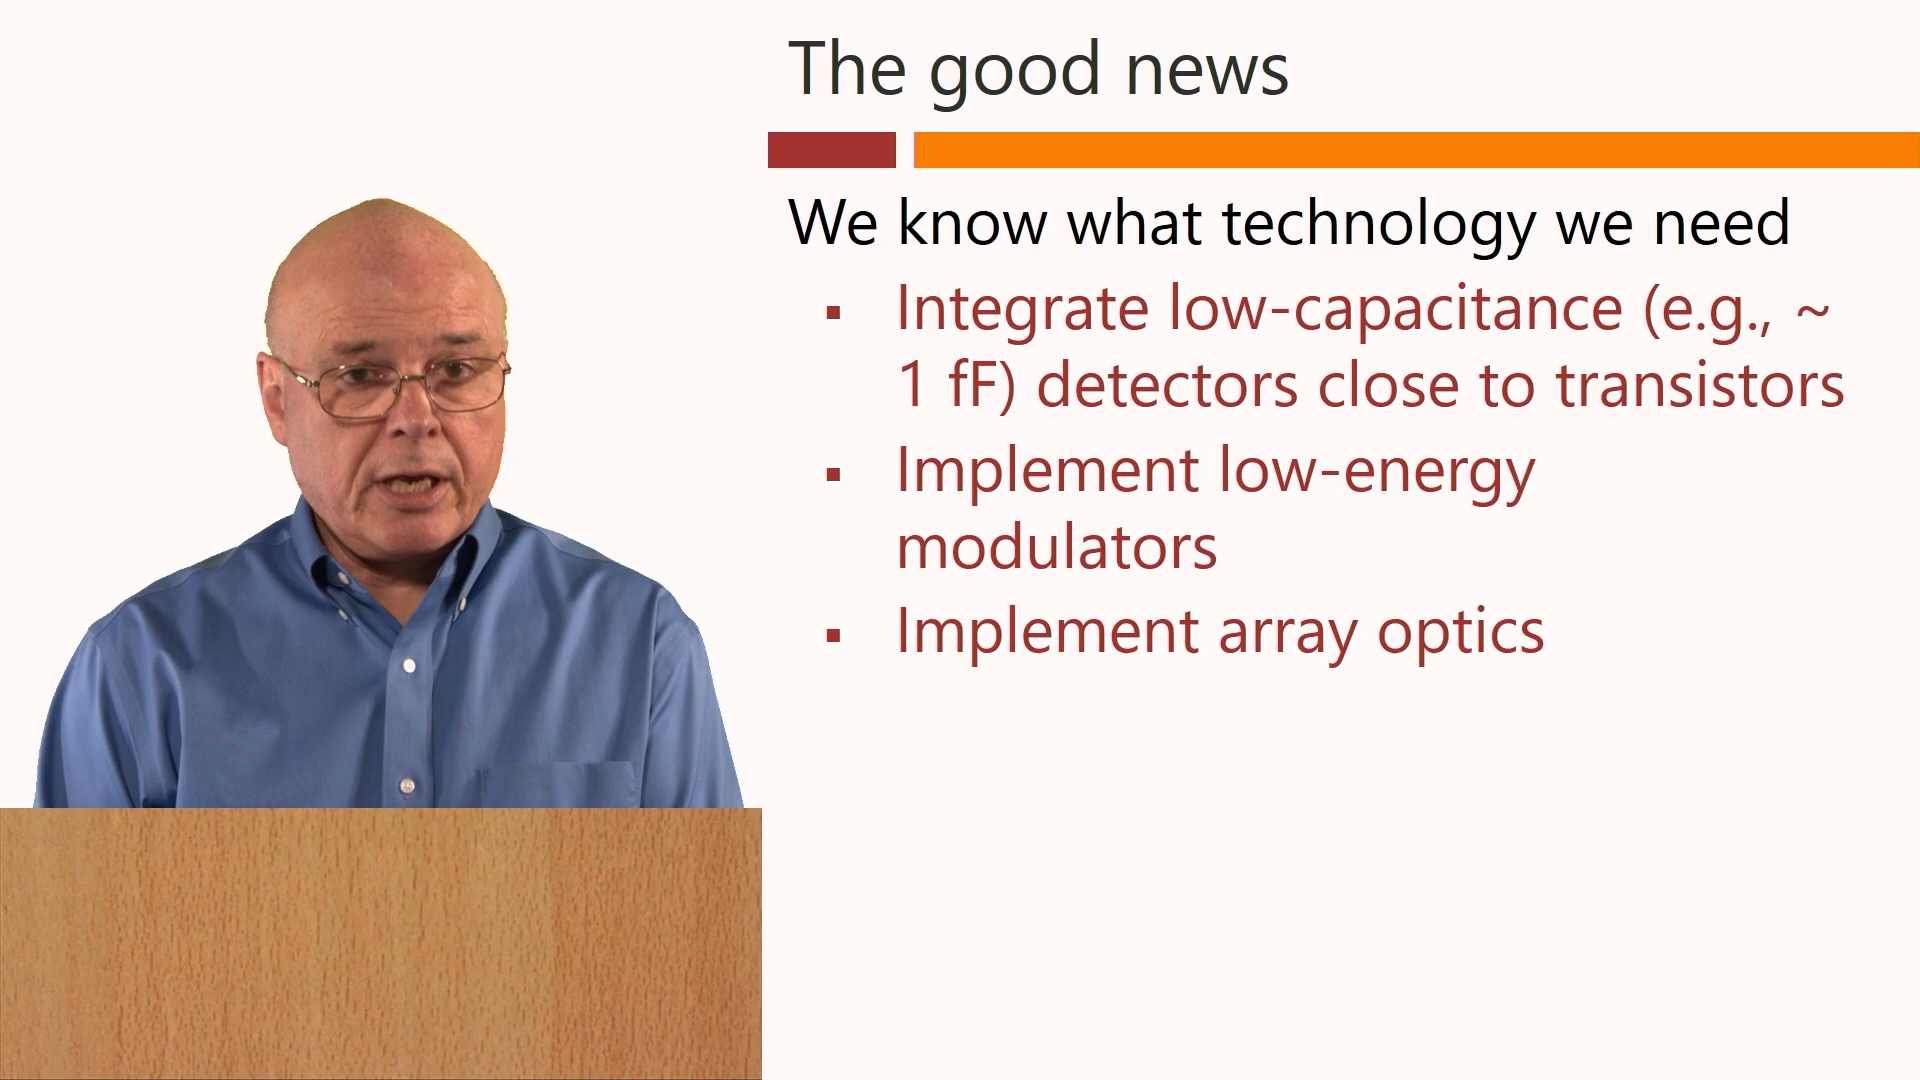 The good news
We know what technology we need
▪ Integrate low-capacitance (e.g., ~
1 fF) detectors close to transistors
▪ Implement low-energy
modulators
▪ Implement array optics